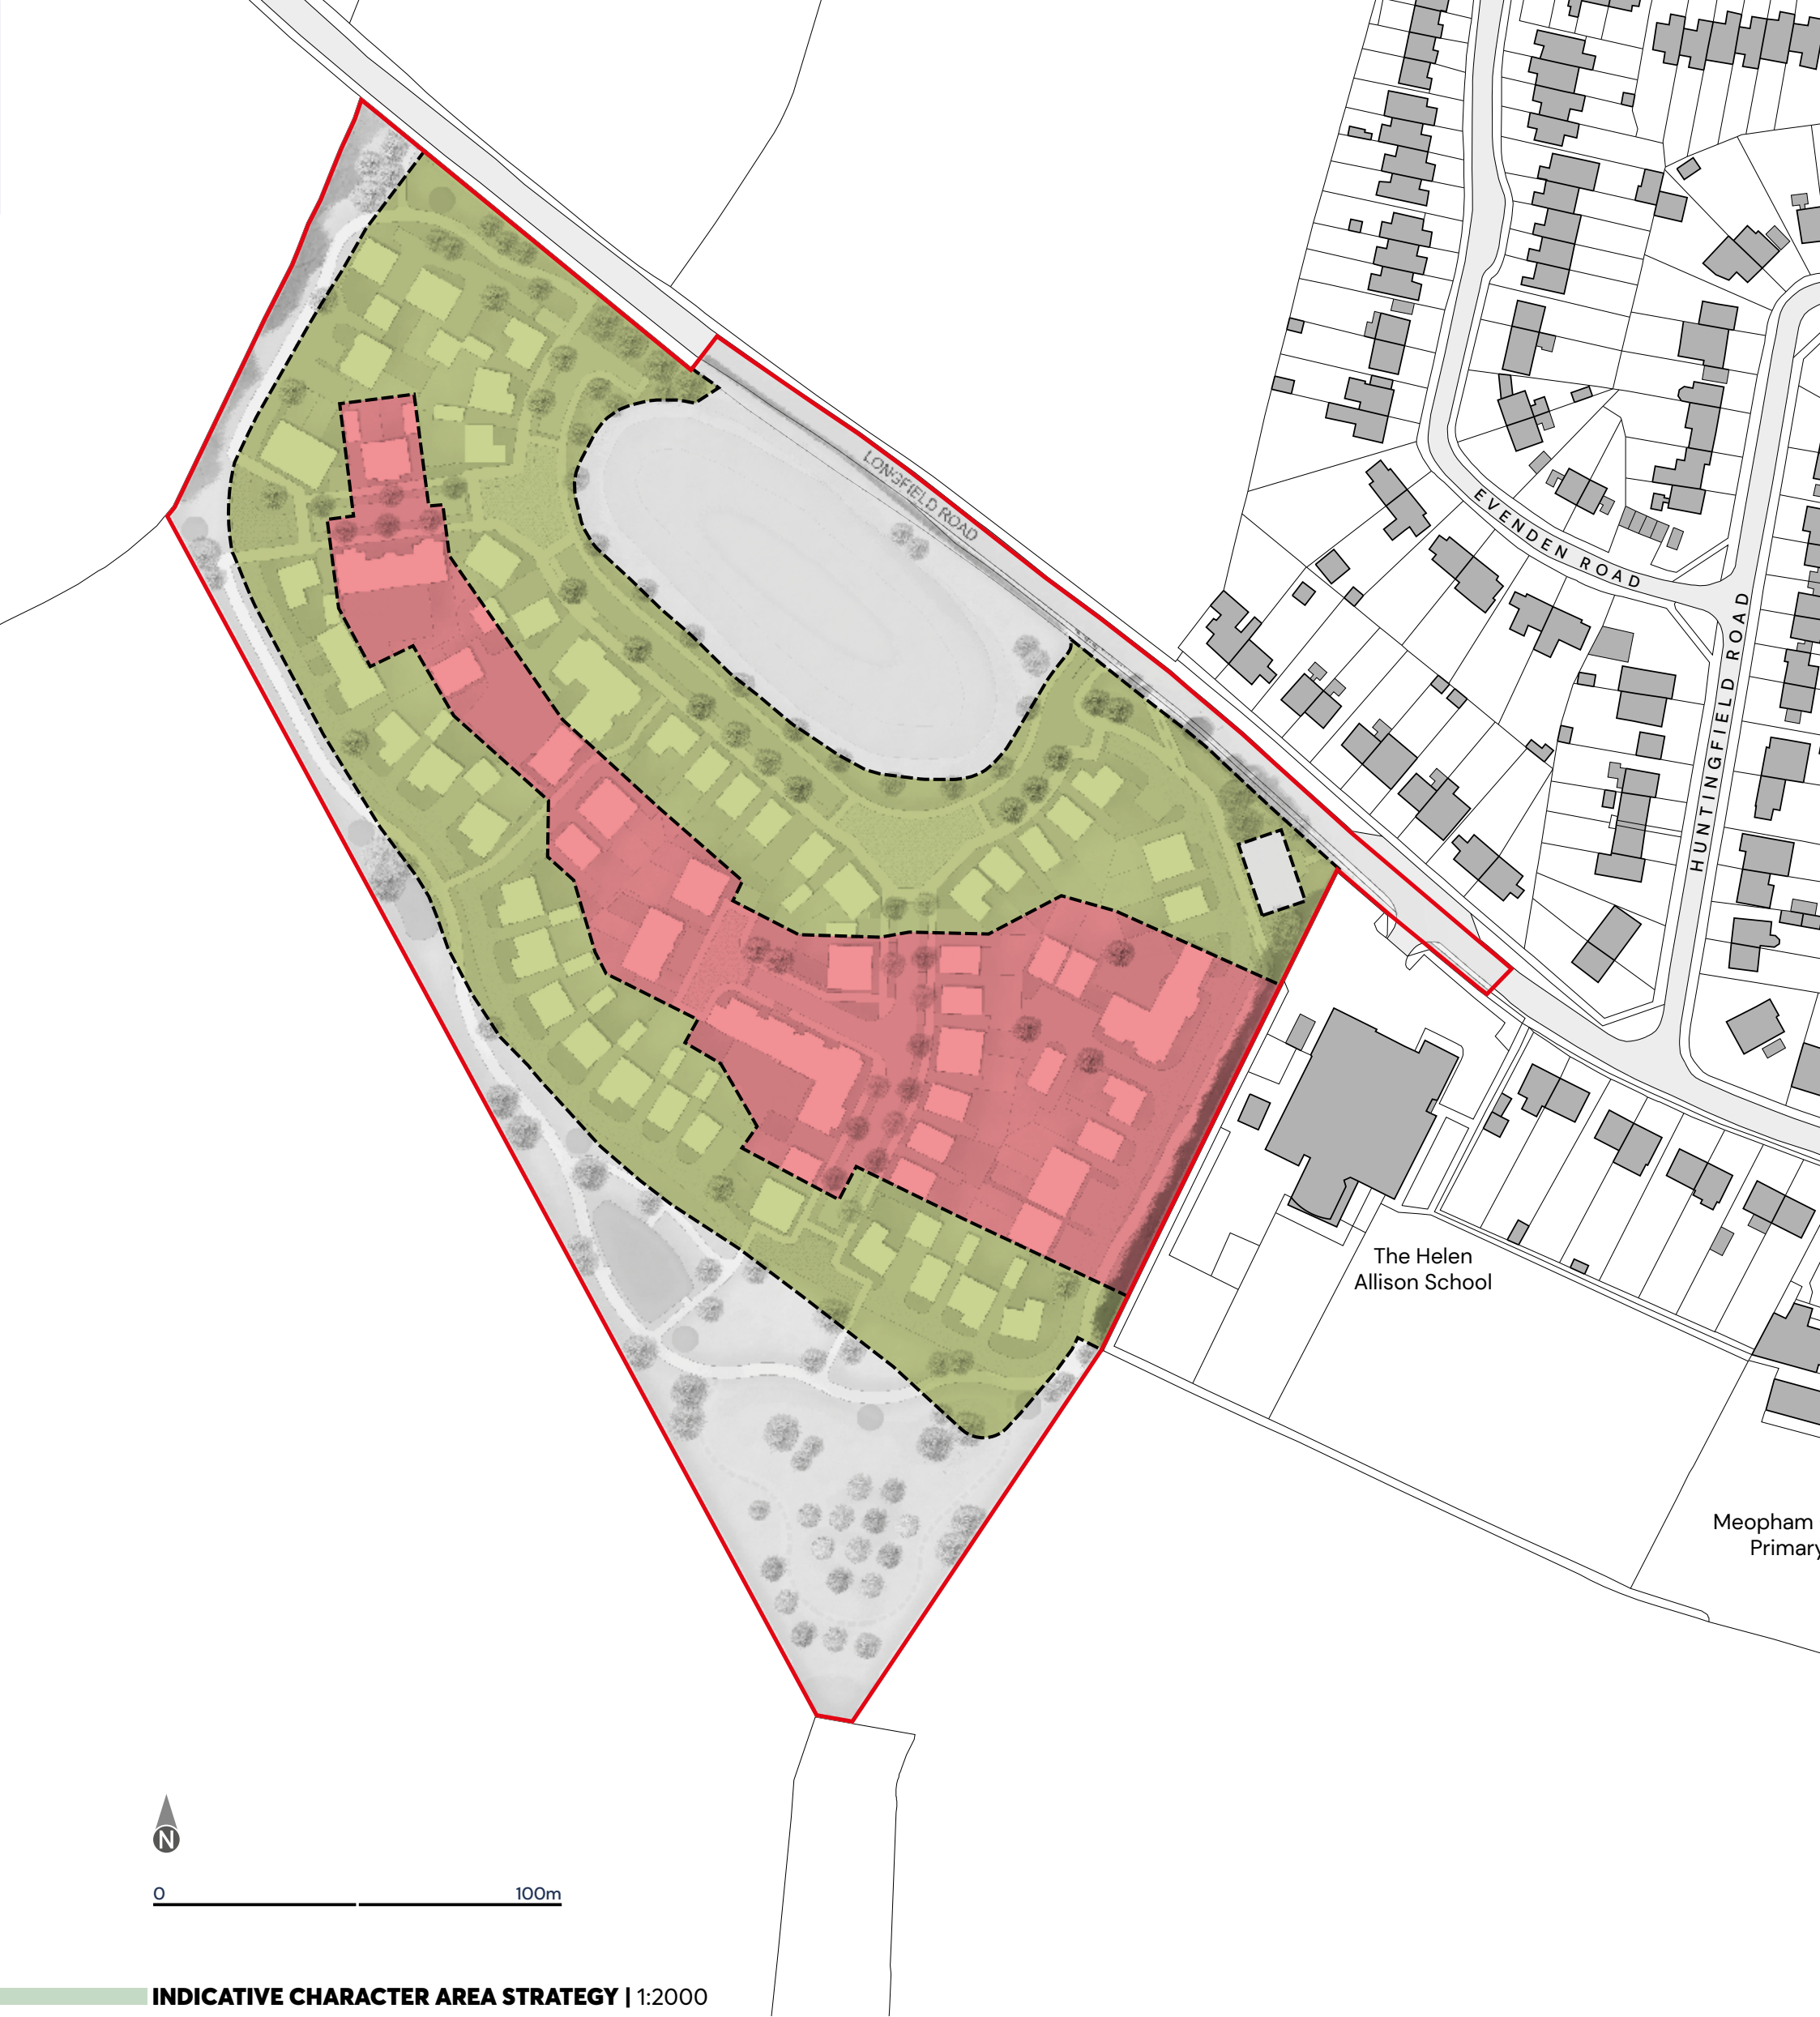 LONGFIELD ROAD
EVENDEN ROAD
HUNTINGFIELD ROAD
The Helen
Allison School
Meopham
Primary
N
0 100m
INDICATIVE CHARACTER AREA STRATEGY | 1:2000